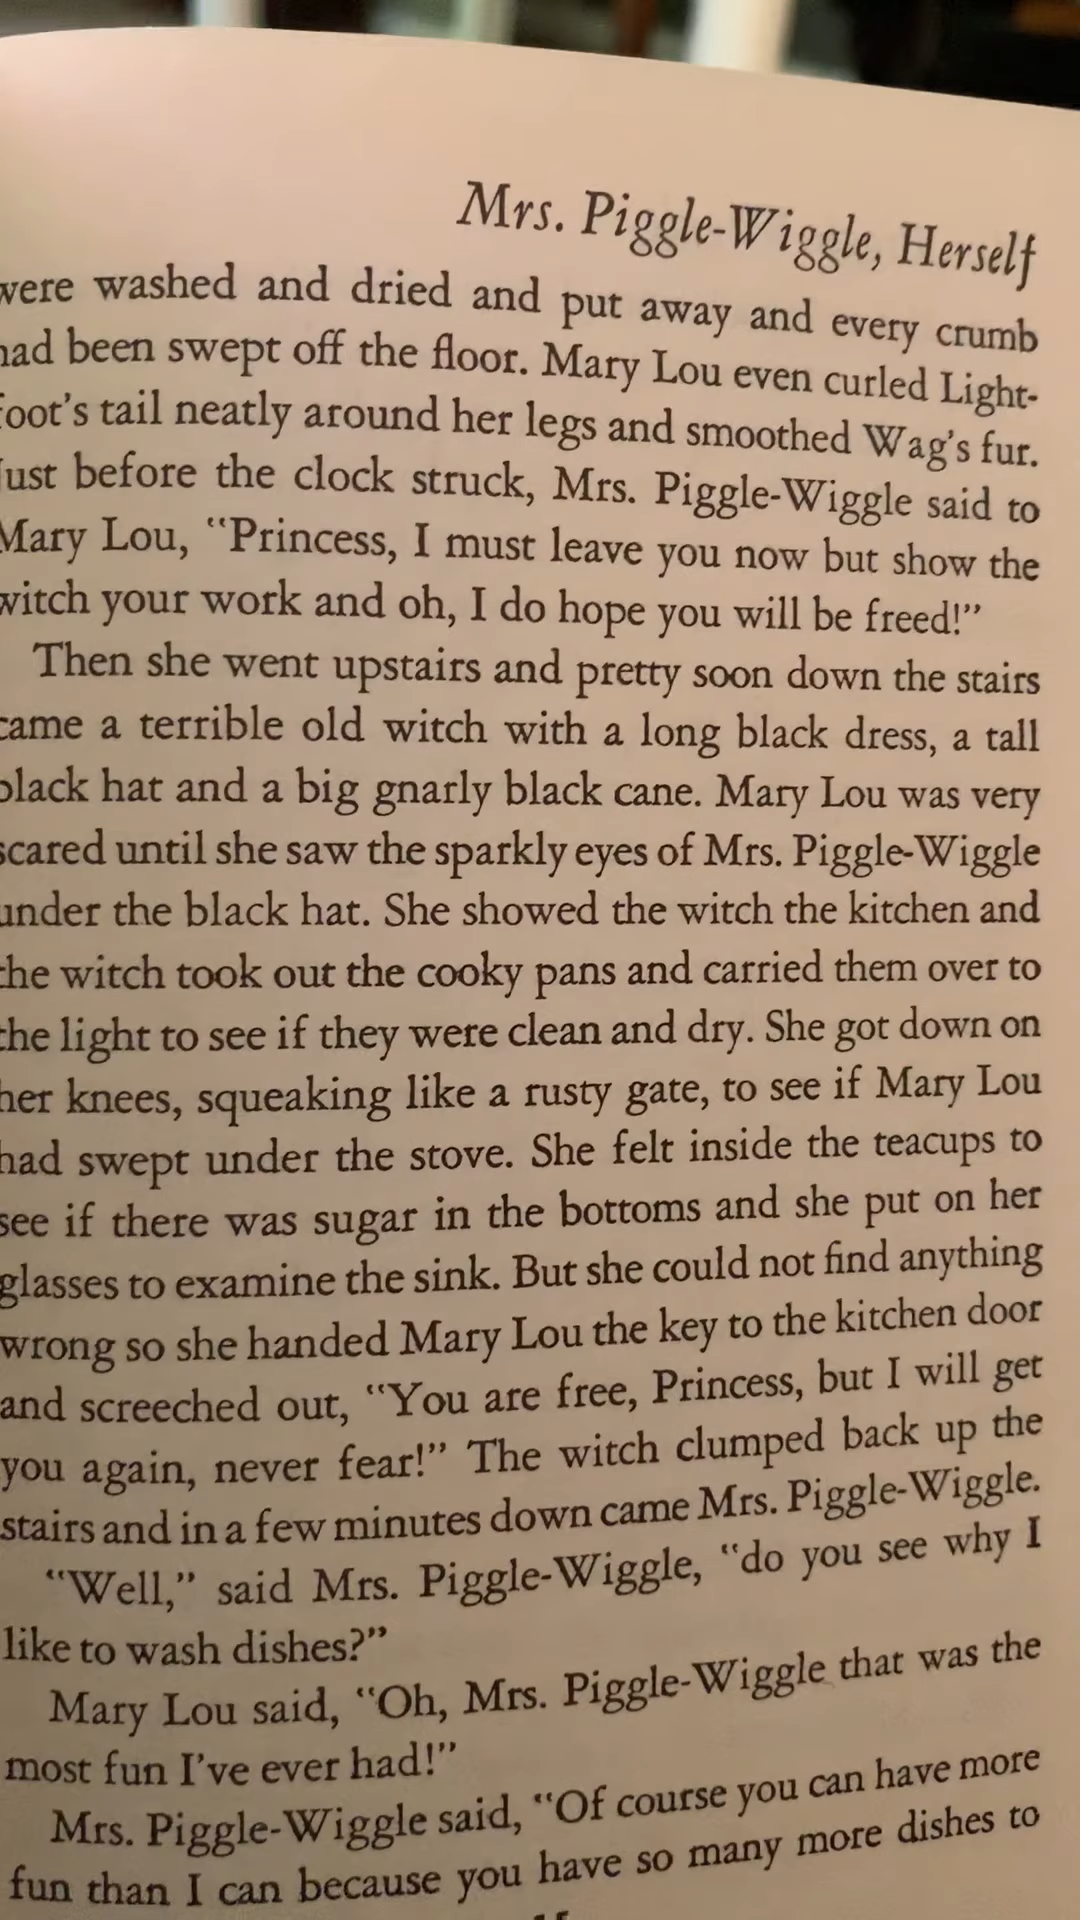 Mrs. Piggle-Wiggle, Herself
were washed and dried and put away and every crumb
had been swept off the floor. Mary Lou even curled Light-
foot's tail neatly around her legs and smoothed Wag's fur.
Just before the clock struck, Mrs. Piggle-Wiggle said to
Mary Lou, "Princess, I must leave you now but show the
witch your work and oh, I do hope you will be freed!"
Then she went upstairs and pretty soon down the stairs
came a terrible old witch with a long black dress, a tall
black hat and a big gnarly black cane. Mary Lou was very
scared until she saw the sparkly eyes of Mrs. Piggle-Wiggle
under the black hat. She showed the witch the kitchen and
the witch took out the cooky pans and carried them over to
the light to see if they were clean and dry. She got down on
her knees, squeaking like a rusty gate, to see if Mary Lou
had swept under the stove. She felt inside the teacups to
see if there was sugar in the bottoms and she put on her
glasses to examine the sink. But she could not find anything
wrong so she handed Mary Lou the key to the kitchen door
and screeched out, "You are free, Princess, but I will get
you again, never fear!" The witch clumped back up the
stairs and in a few minutes down came Mrs. Piggle-Wiggle.
"Well," said Mrs. Piggle-Wiggle, "do you see why I
like to wash dishes?"
Mary Lou said, "Oh, Mrs. Piggle-Wiggle that was the
most fun I've ever had!"
Mrs. Piggle-Wiggle said, "Of course you can have more
fun than I can because you have so many more dishes to